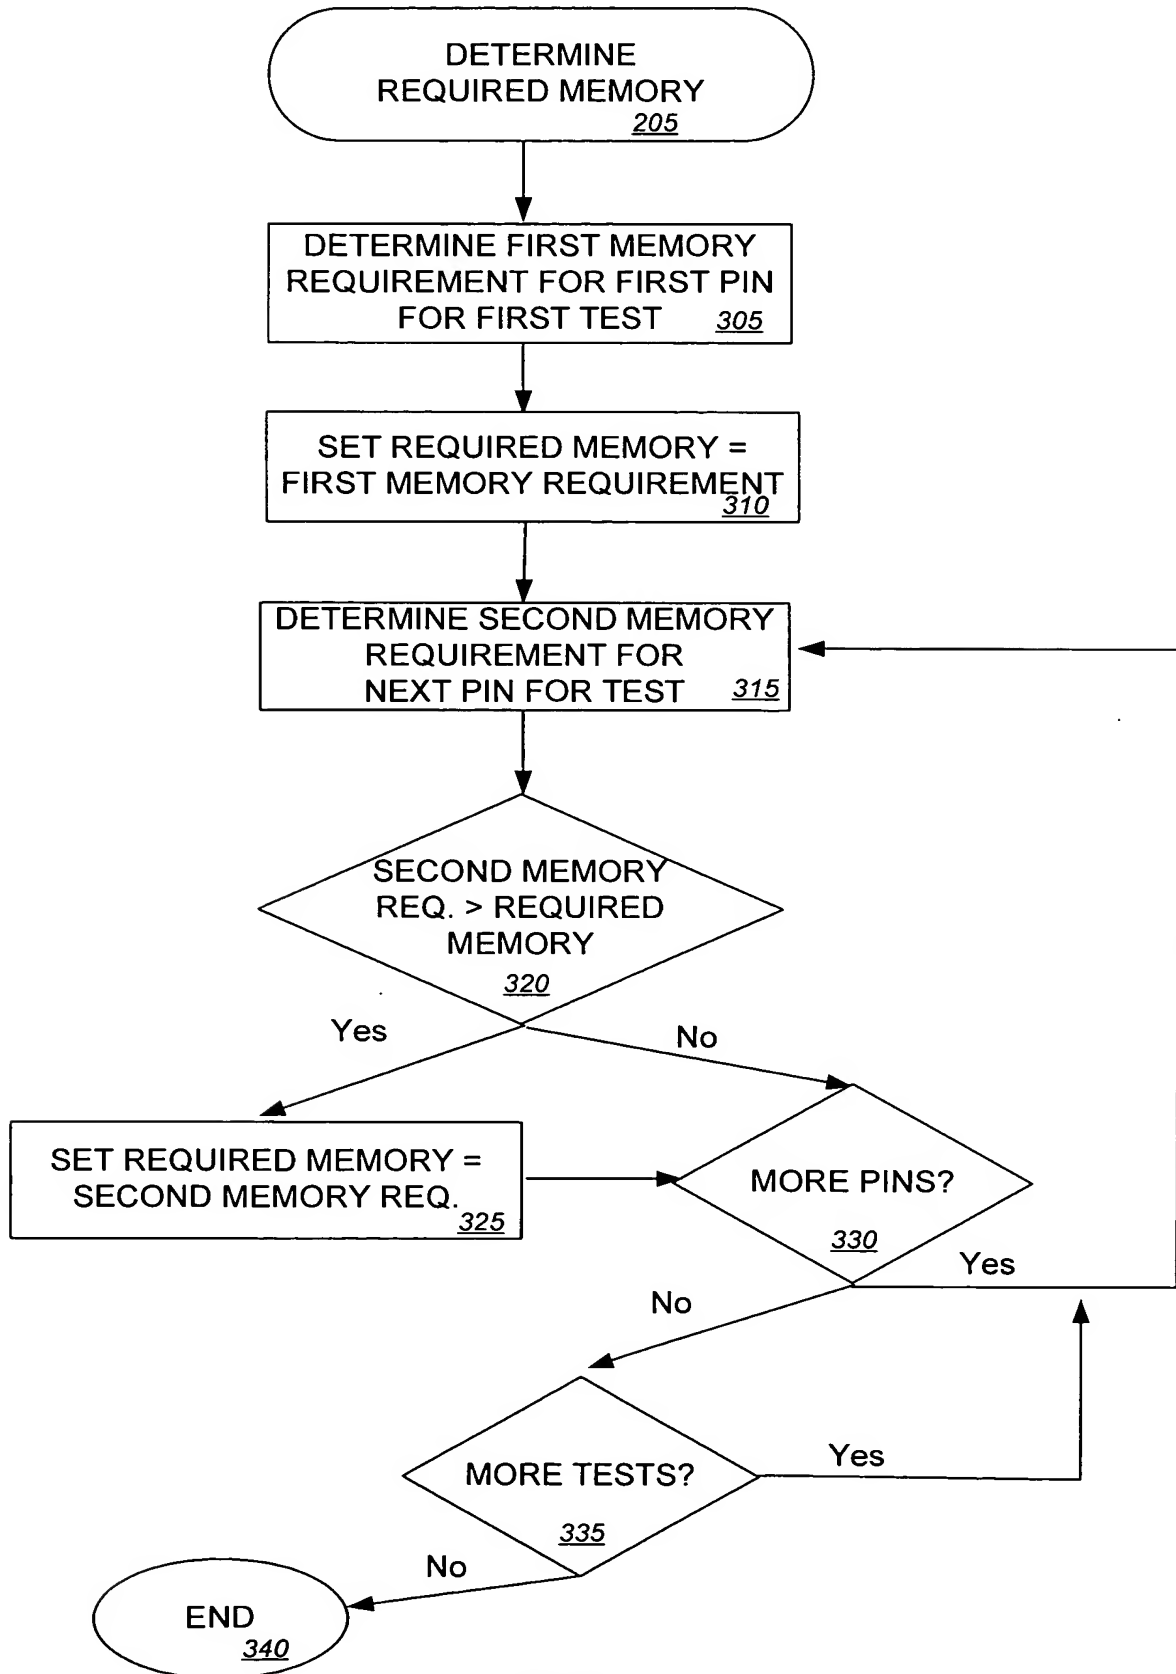 DETERMINE
REQUIRED MEMORY
205
DETERMINE FIRST MEMORY
REQUIREMENT FOR FIRST PIN
FOR FIRST TEST 305
SET REQUIRED MEMORY =
FIRST MEMORY REQUIREMENT
310
DETERMINE SECOND MEMORY
REQUIREMENT FOR
NEXT PIN FOR TEST 315
SECOND MEMORY
REQ. > REQUIRED
MEMORY
320
Yes
No
SET REQUIRED MEMORY =
SECOND MEMORY REQ.
325
MORE PINS?
330
Yes
No
MORE TESTS?
335
Yes
No
END
340